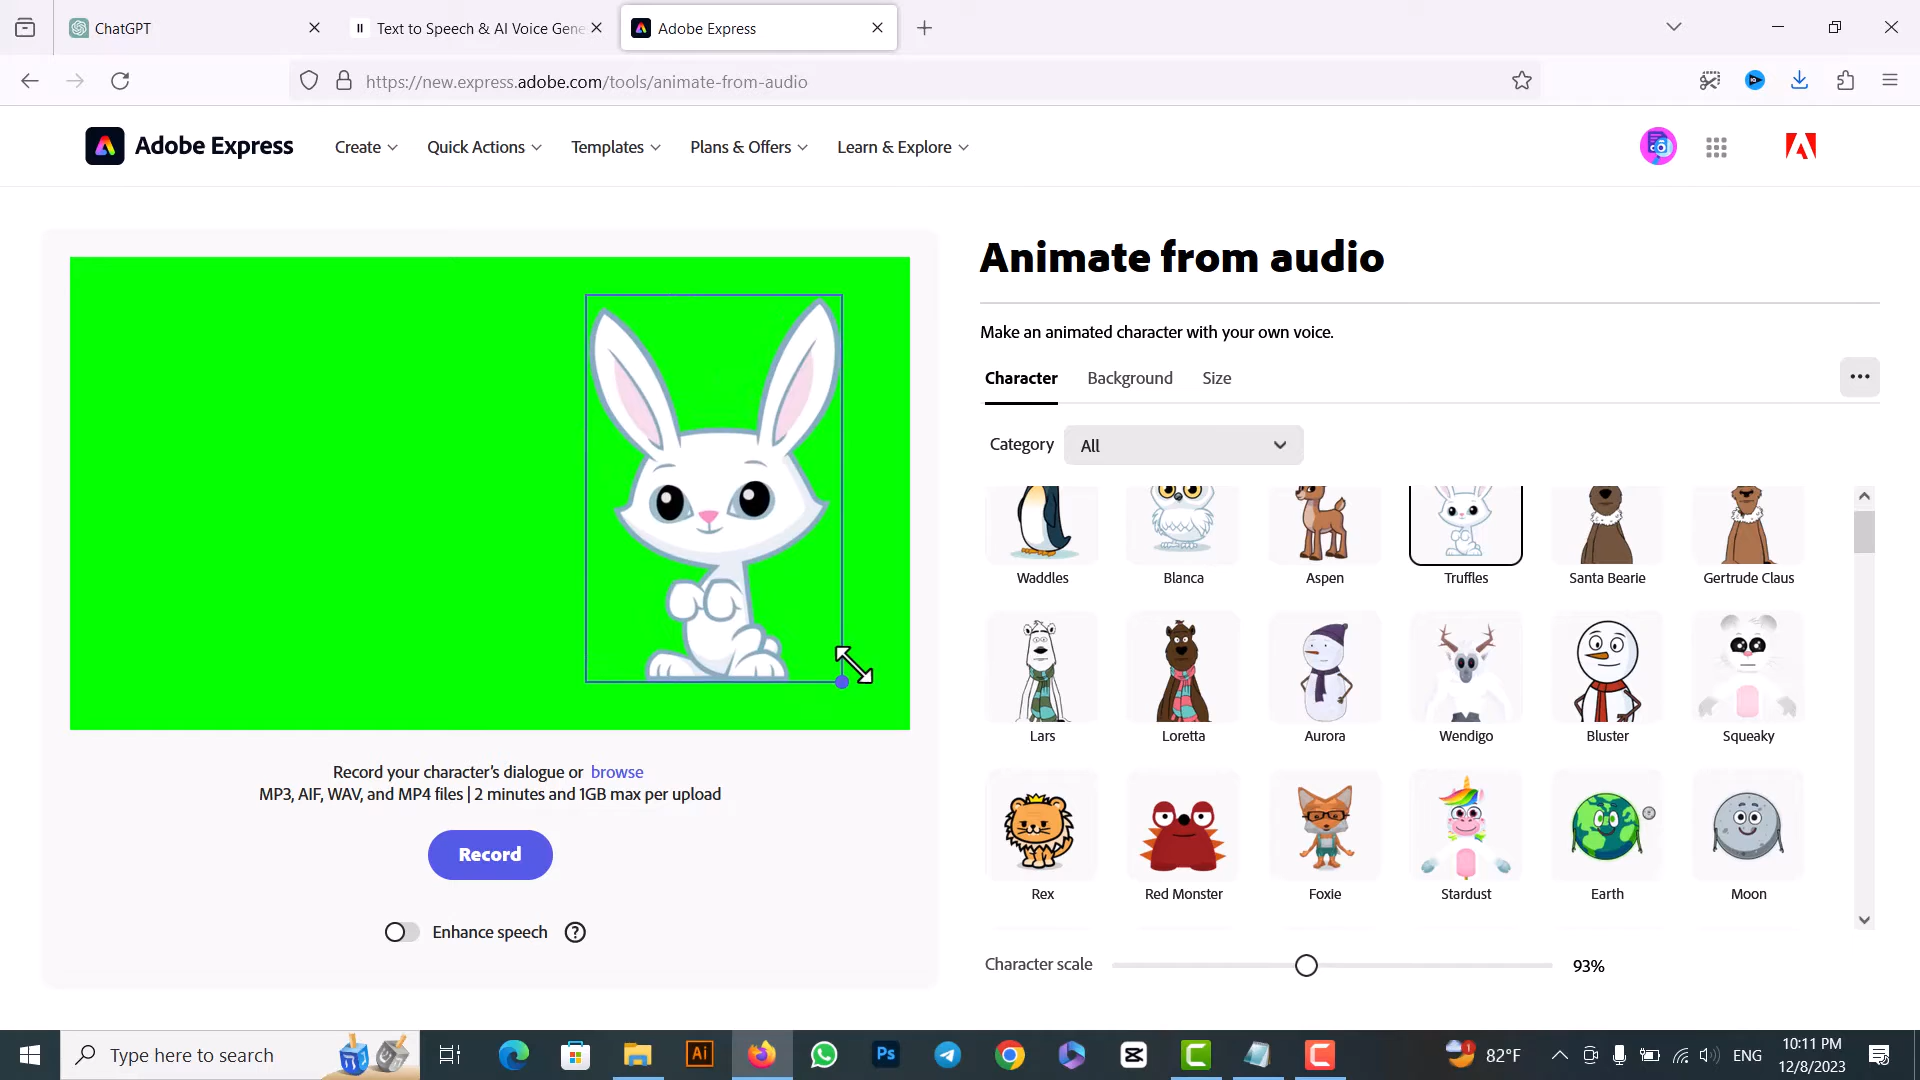 ChatGPT
Text to Speech & AI Voice Gene
Adobe Express
https://new.express.adobe.com/tools/animate-from-audio
Adobe Express
Create
Quick Actions
Templates
Plans & Offers
Learn & Explore
Animate from audio
Make an animated character with your own voice.
Character
Background
Size
Category
All
Waddles
Blanca
Aspen
Truffles
Santa Bearie
Gertrude Claus
Lars
Loretta
Aurora
Wendigo
Bluster
Squeaky
Rex
Red Monster
Foxie
Stardust
Earth
Moon
Character scale
93%
Record your character's dialogue or browse
MP3, AIF, WAV, and MP4 files | 2 minutes and 1GB max per upload
Record
Enhance speech
Type here to search
Ai
Ps
82°F
ENG
10:11 PM
12/8/2023